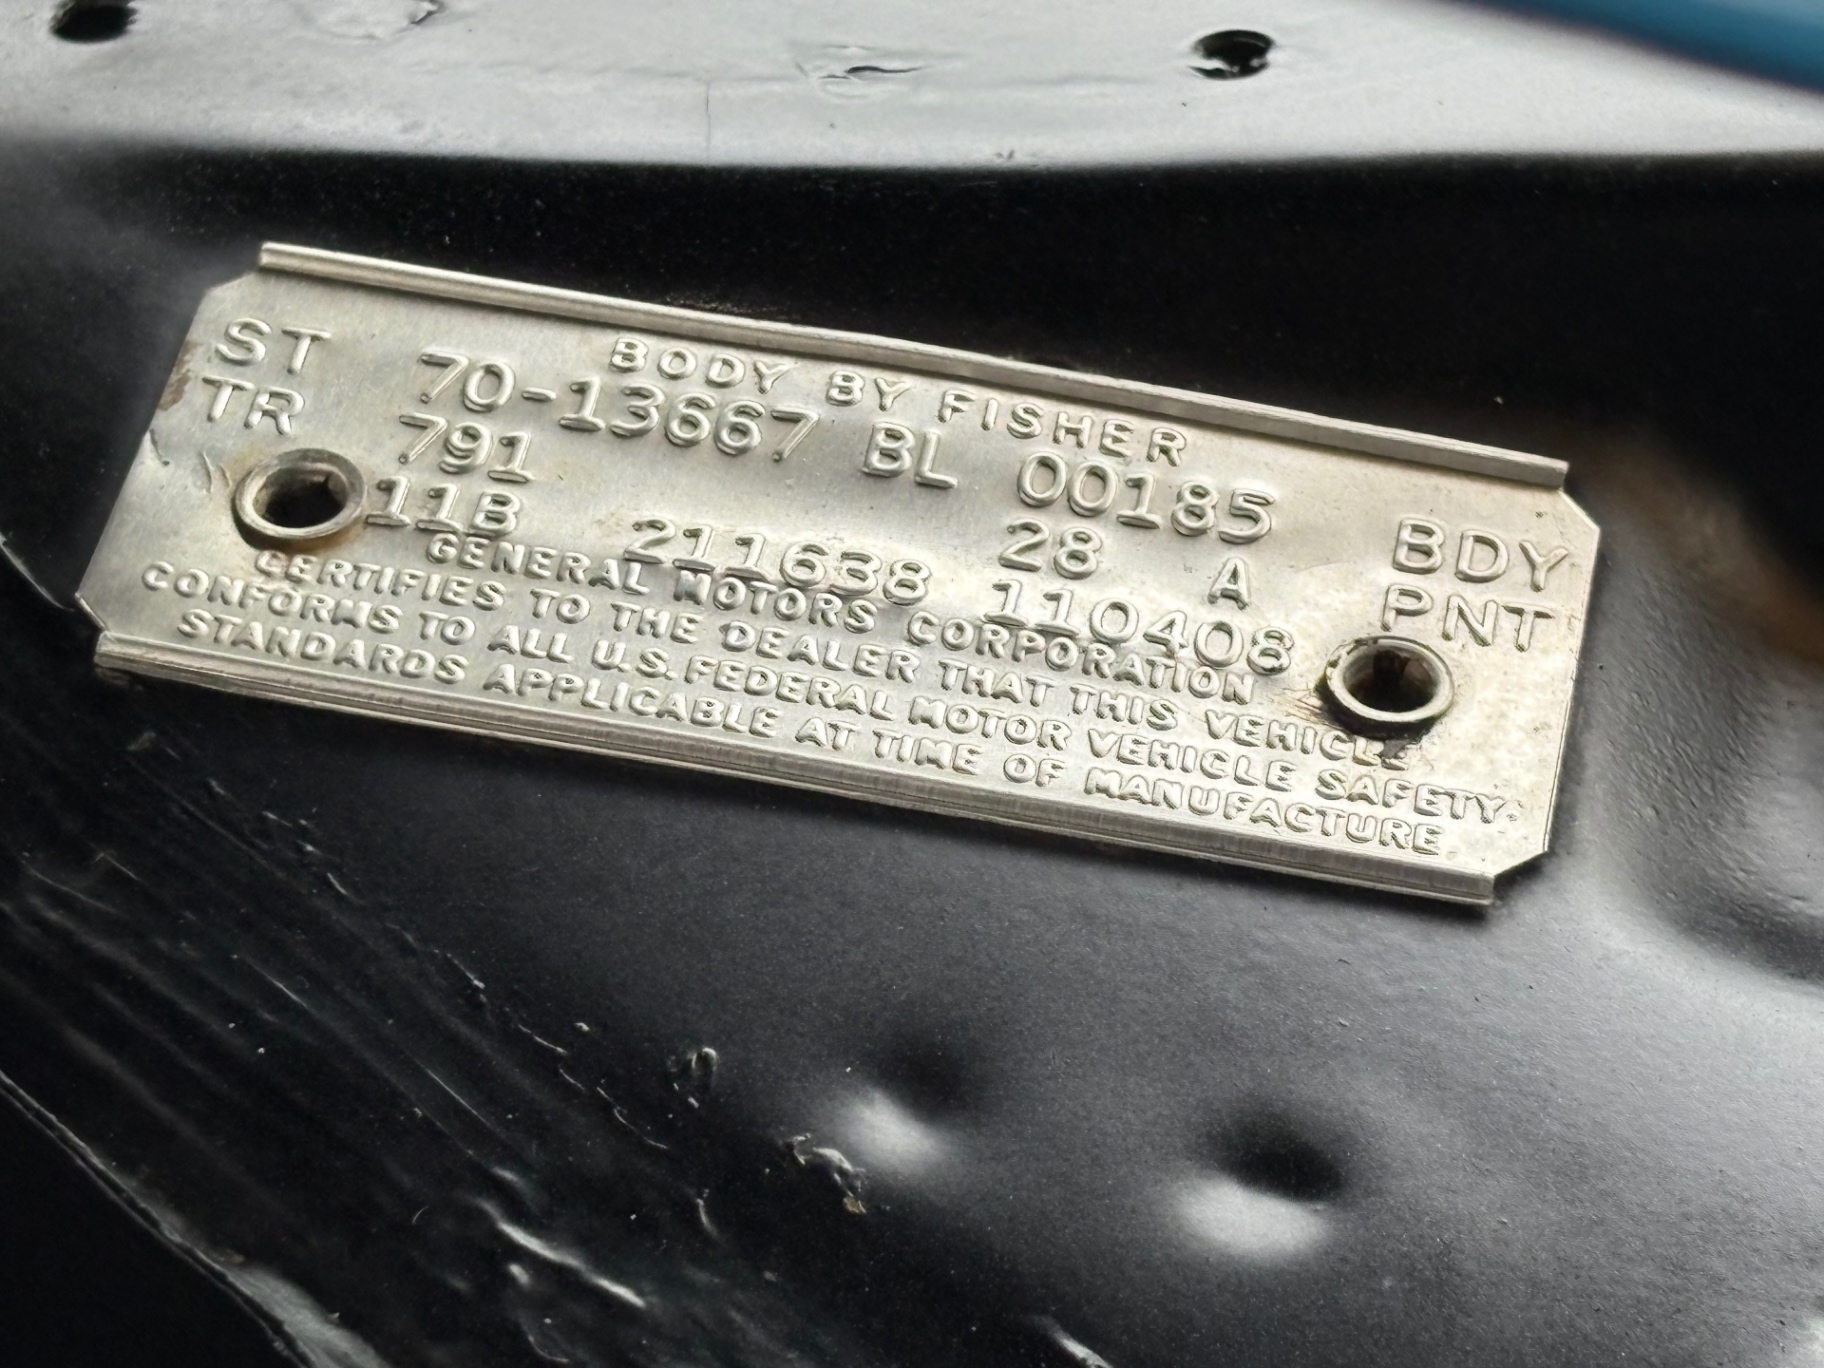 BODY BY FISHER
ST 70-13667 BL 00185 BDY
TR 791 28 A PNT
11B 211638 110408
GENERAL MOTORS CORPORATION
CERTIFIES TO THE DEALER THAT THIS VEHICLE
CONFORMS TO ALL U.S. FEDERAL MOTOR VEHICLE SAFETY
STANDARDS APPLICABLE AT TIME OF MANUFACTURE